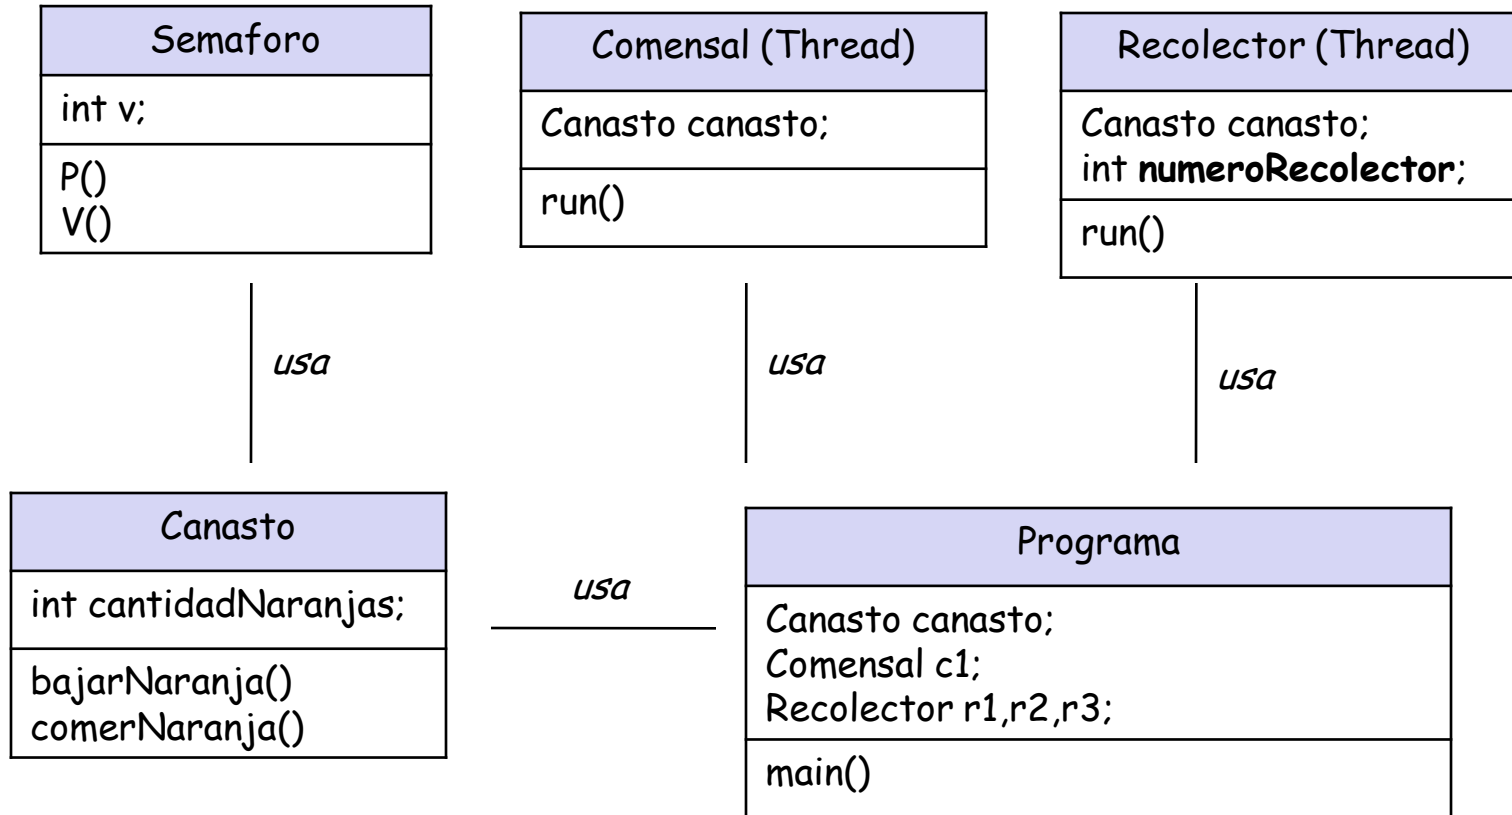 Semaforo
int v;
P()
V()
Comensal (Thread)
Canasto canasto;
run()
Recolector (Thread)
Canasto canasto;
int numeroRecolector;
run()
usa
usa
usa
Canasto
int cantidadNaranjas;
bajarNaranja()
comerNaranja()
usa
Programa
Canasto canasto;
Comensal c1;
Recolector r1,r2,r3;
main()